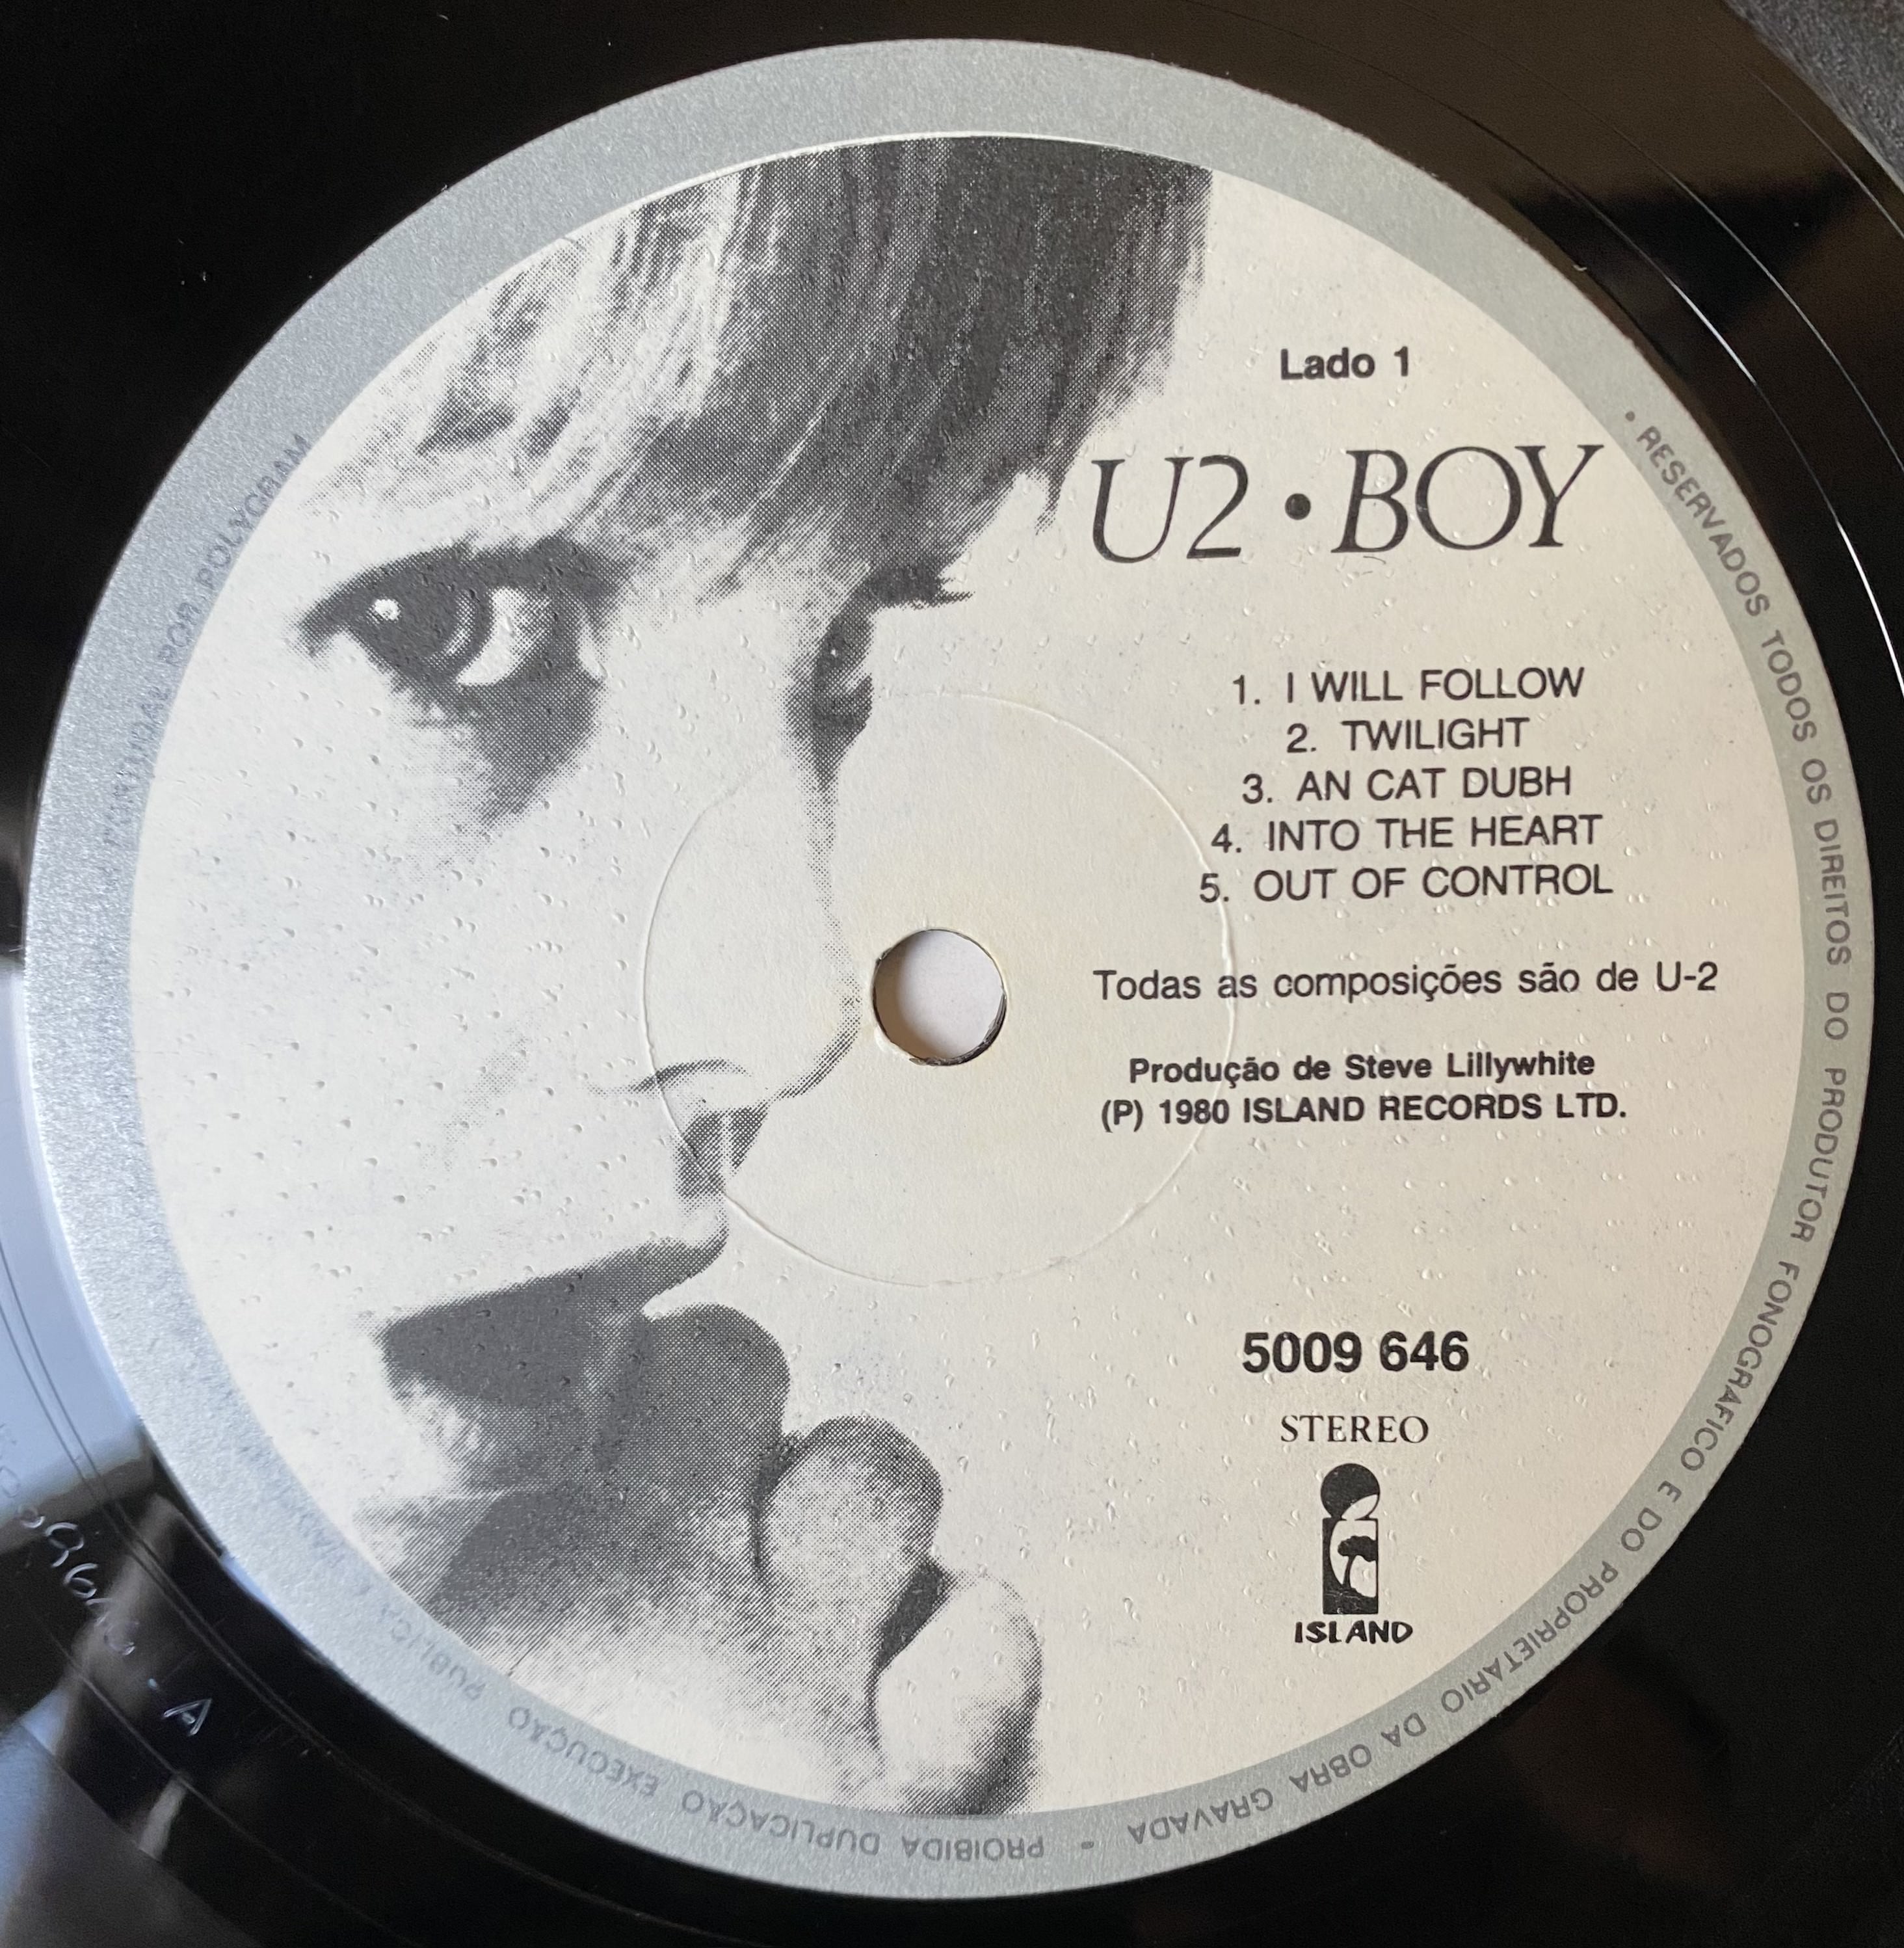 Lado 1
U2 • BOY
1. I WILL FOLLOW
2. TWILIGHT
3. AN CAT DUBH
4. INTO THE HEART
5. OUT OF CONTROL
Todas as composições são de U-2
Produção de Steve Lillywhite
(P) 1980 ISLAND RECORDS LTD.
5009 646
STEREO
ISLAND
• RESERVADOS TODOS OS DIREITOS DO PRODUTOR FONOGRAFICO E DO PROPRIETARIO DA OBRA GRAVADA - PROIBIDA DUPLICAÇÃO EXECUÇÃO PUBLICA
PORTUGAL POR POLYGRAM
A